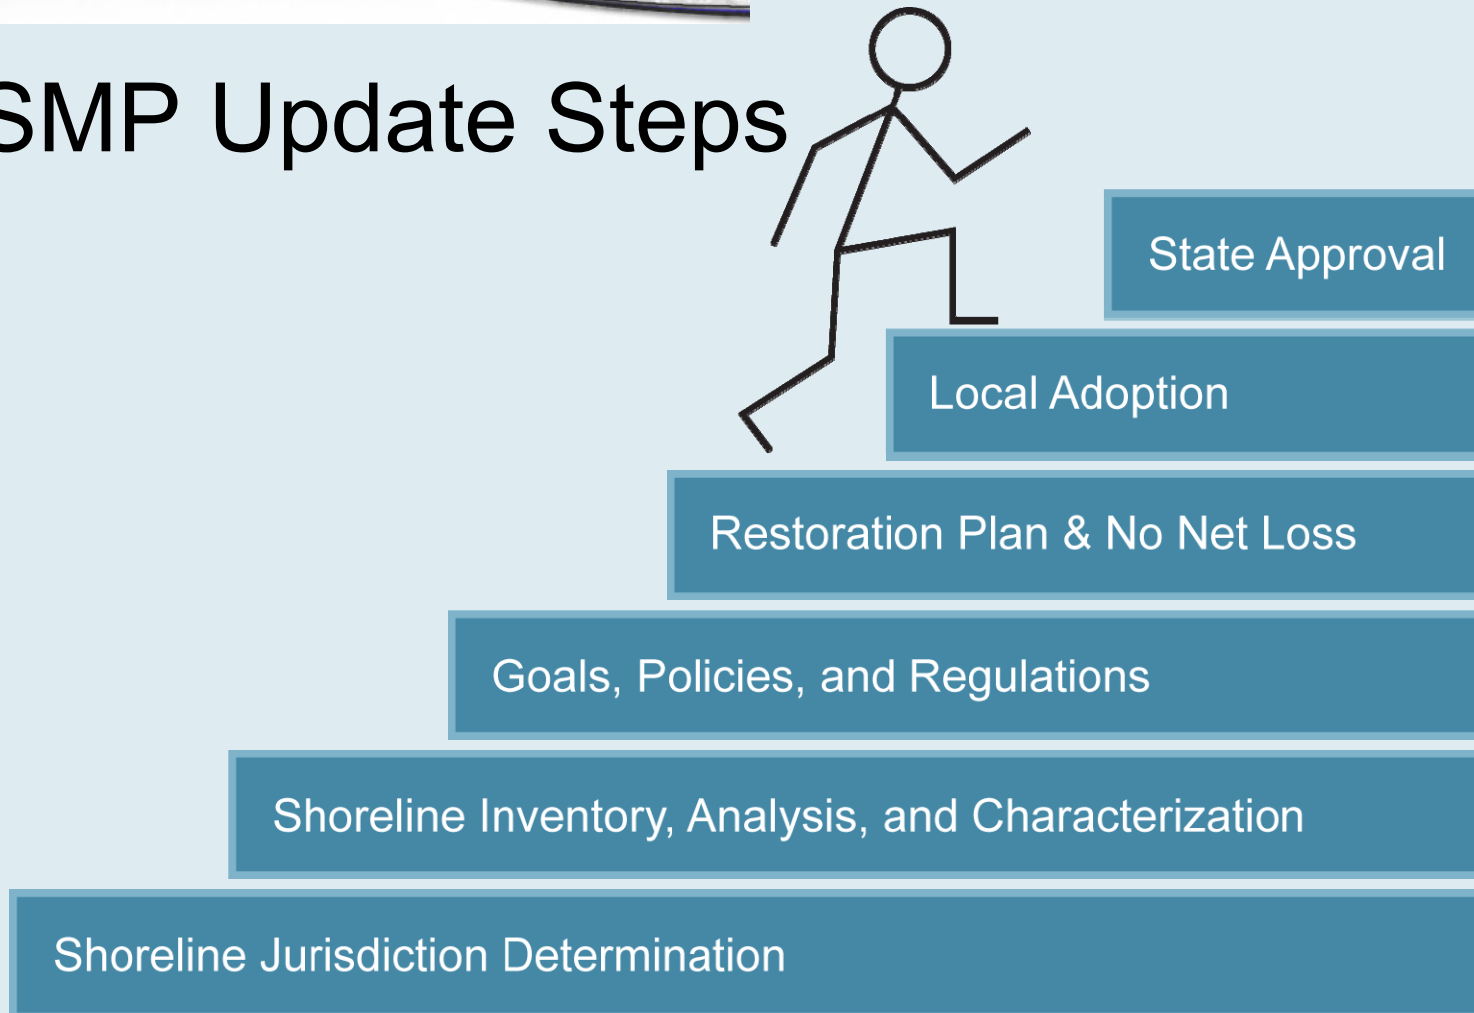 SMP Update Steps
State Approval
Local Adoption
Restoration Plan & No Net Loss
Goals, Policies, and Regulations
Shoreline Inventory, Analysis, and Characterization
Shoreline Jurisdiction Determination